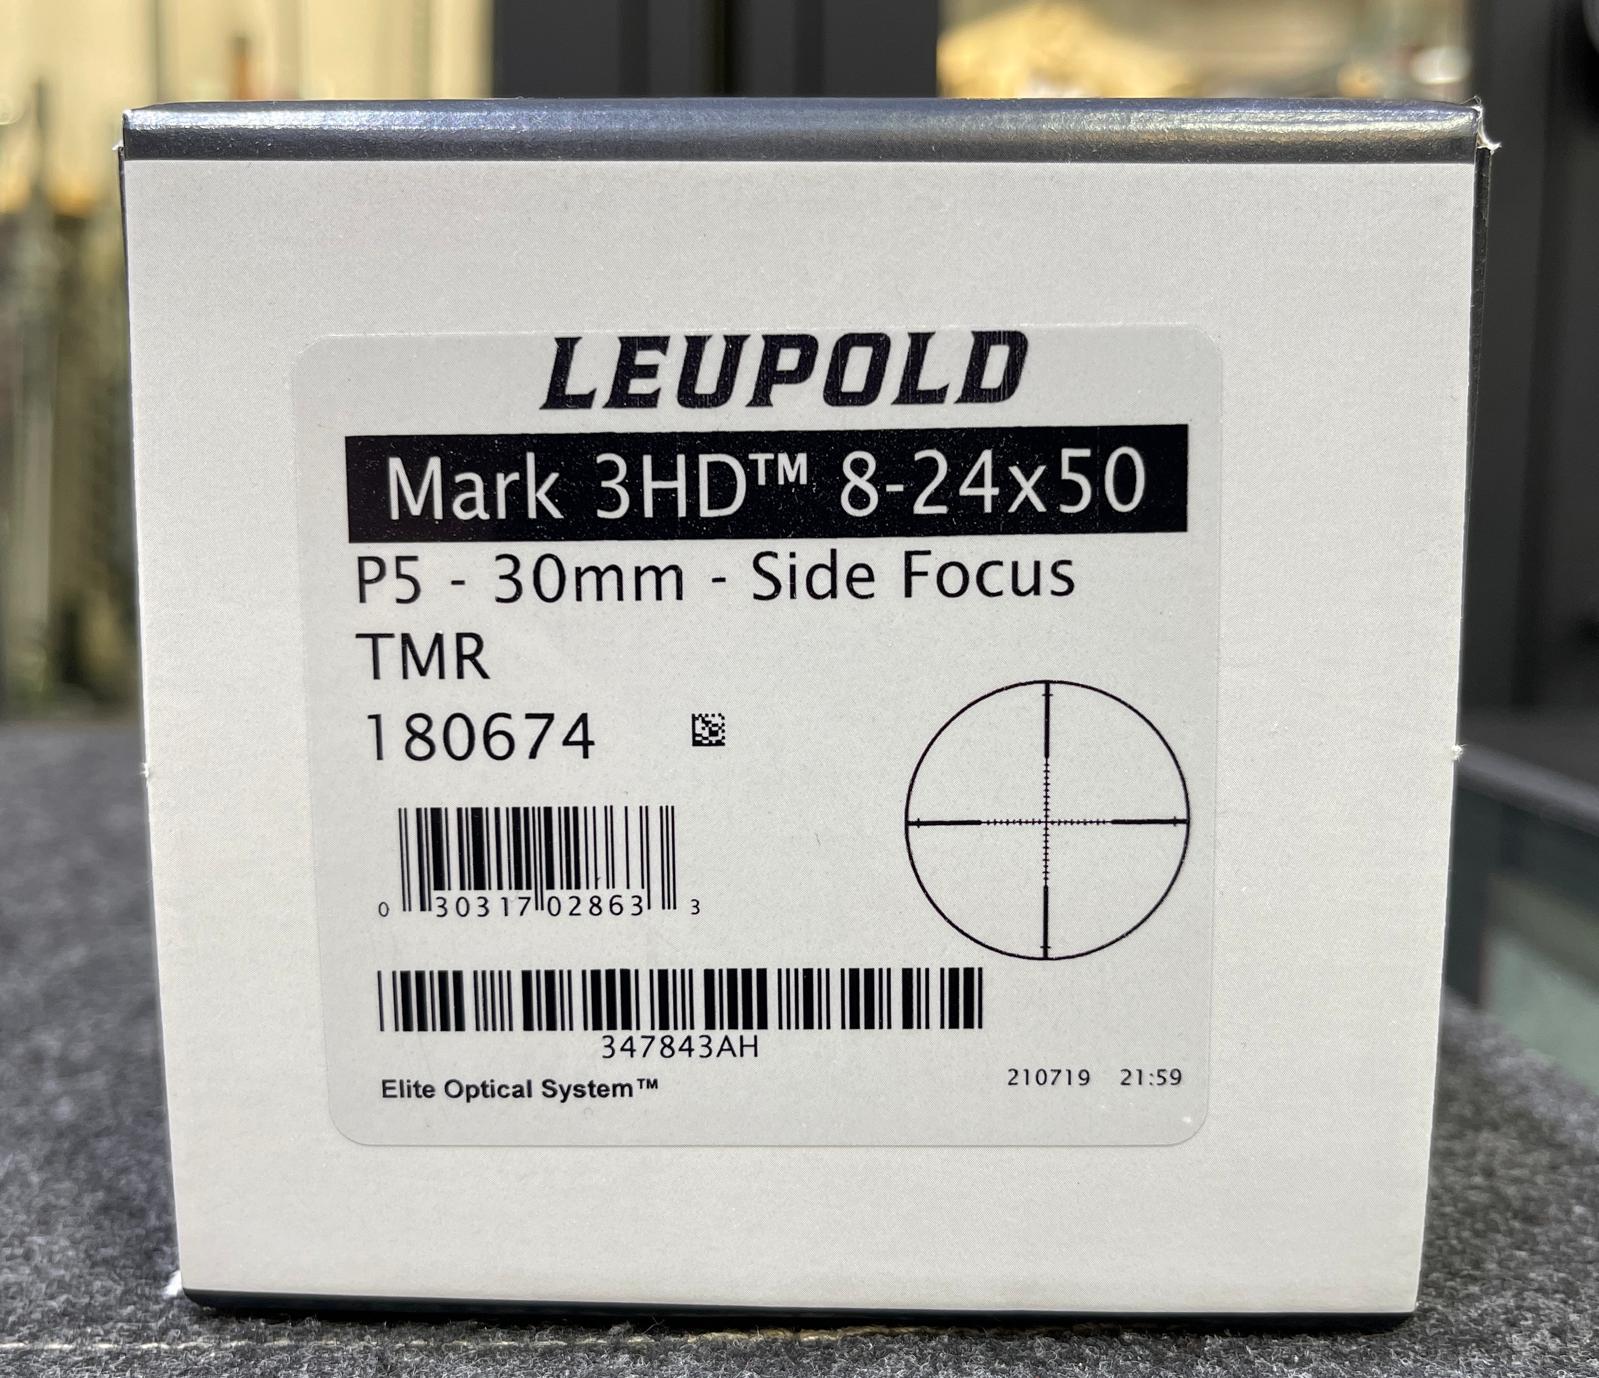 LEUPOLD
Mark 3HD™ 8-24x50
P5 - 30mm - Side Focus
TMR
180674
0 30317 02863 3
347843AH
Elite Optical System™
210719 21:59